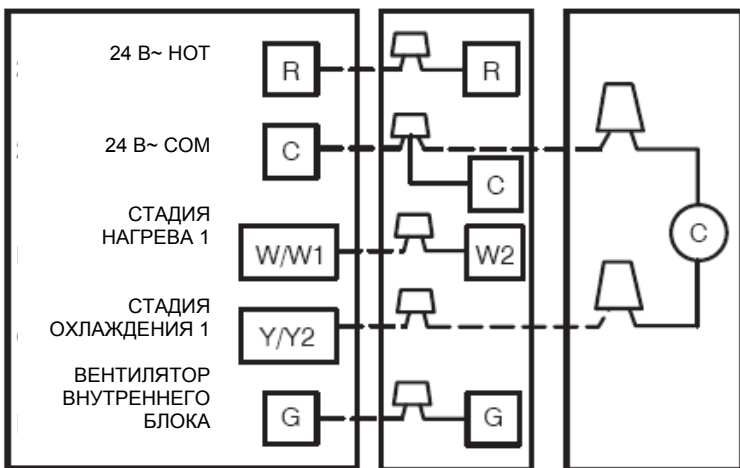 24 В~ HOT
R
R
24 В~ COM
C
C
СТАДИЯ
НАГРЕВА 1
W/W1
W2
C
СТАДИЯ
ОХЛАЖДЕНИЯ 1
Y/Y2
ВЕНТИЛЯТОР
ВНУТРЕННЕГО
БЛОКА
G
G